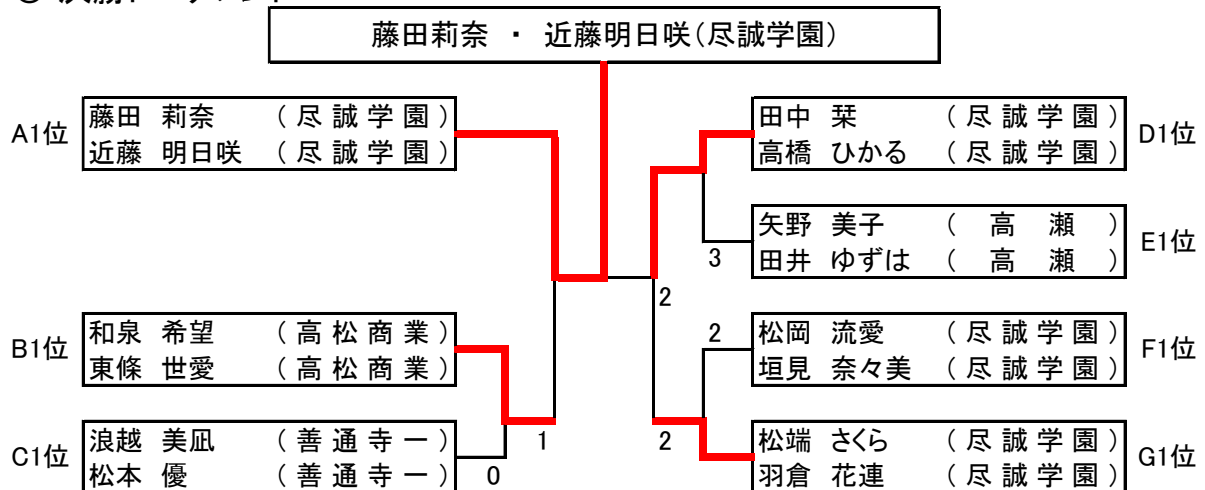 藤田莉奈 ・ 近藤明日咲(尽誠学園)
A1位
藤田 莉奈 (尽誠学園)
近藤 明日咲 (尽誠学園)
B1位
和泉 希望 (高松商業)
東條 世愛 (高松商業)
C1位
浪越 美凪 (善通寺一)
松本 優 (善通寺一)
0
1
田中 栞 (尽誠学園)
高橋 ひかる (尽誠学園)
D1位
矢野 美子 (高瀬)
田井 ゆずは (高瀬)
E1位
3
2
松岡 流愛 (尽誠学園)
垣見 奈々美 (尽誠学園)
F1位
2
松端 さくら (尽誠学園)
羽倉 花連 (尽誠学園)
G1位
2